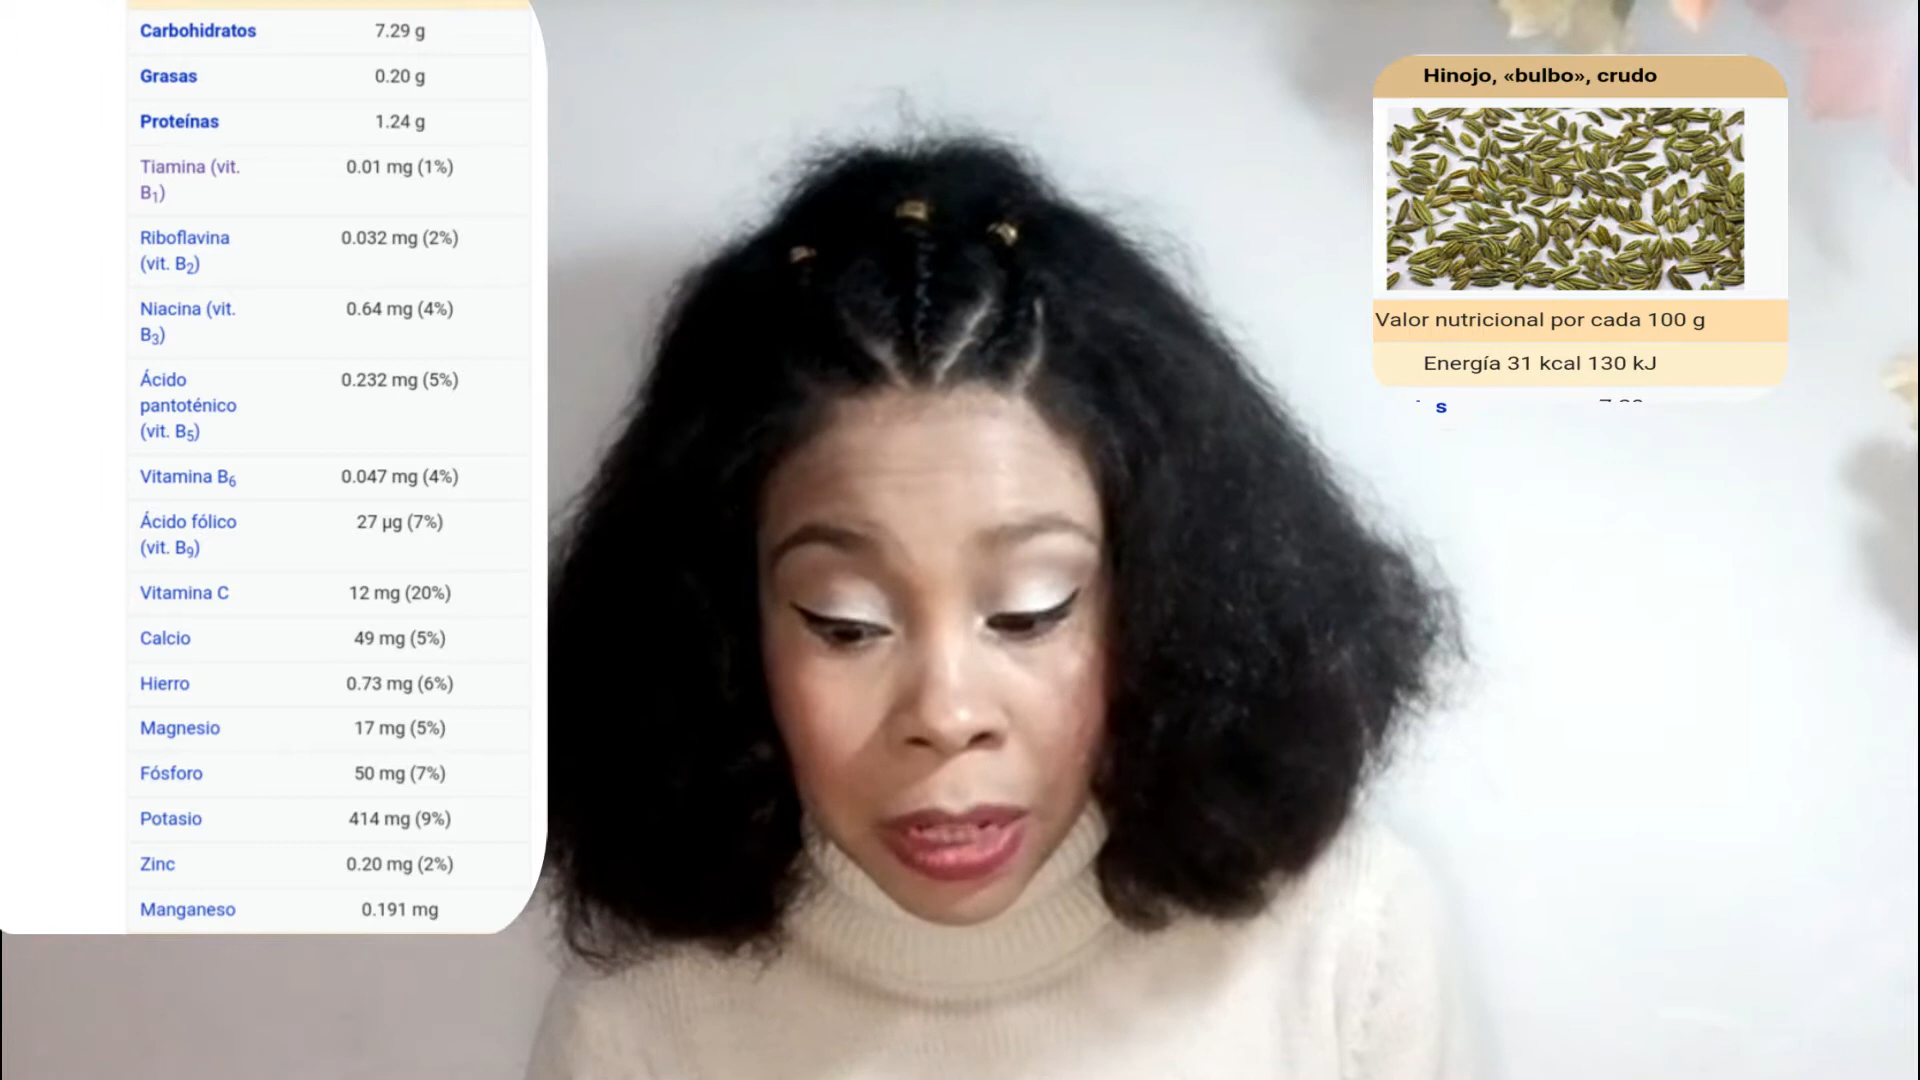 Carbohidratos 7.29 g
Grasas 0.20 g
Proteínas 1.24 g
Tiamina (vit. 0.01 mg (1%)
B1)
Riboflavina 0.032 mg (2%)
(vit. B2)
Niacina (vit. 0.64 mg (4%)
B3)
Ácido 0.232 mg (5%)
pantoténico
(vit. B5)
Vitamina B6 0.047 mg (4%)
Ácido fólico 27 µg (7%)
(vit. B9)
Vitamina C 12 mg (20%)
Calcio 49 mg (5%)
Hierro 0.73 mg (6%)
Magnesio 17 mg (5%)
Fósforo 50 mg (7%)
Potasio 414 mg (9%)
Zinc 0.20 mg (2%)
Manganeso 0.191 mg
Hinojo, «bulbo», crudo
Valor nutricional por cada 100 g
Energía 31 kcal 130 kJ